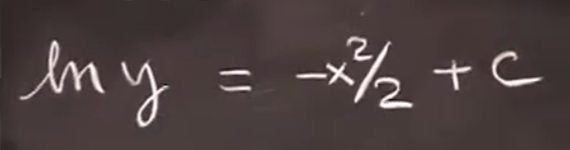 ln y = -x²/2 + c